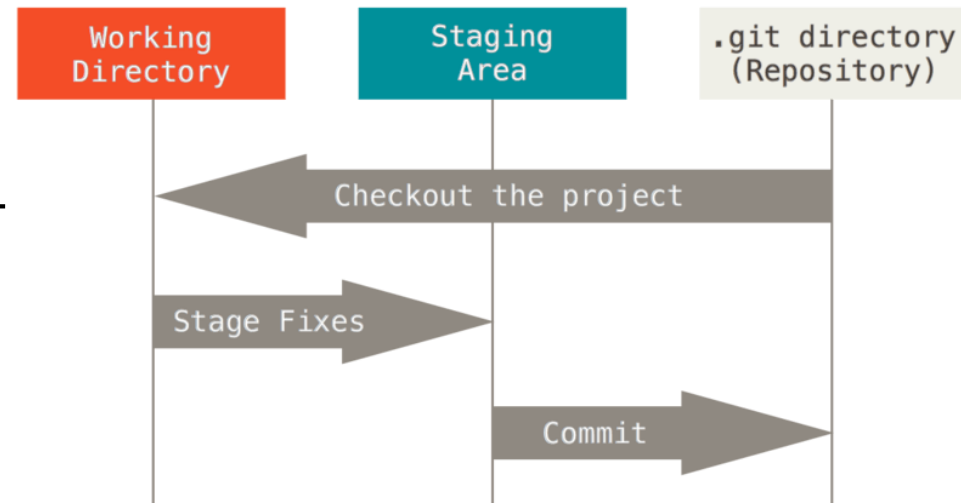 Working
Directory
Staging
Area
.git directory
(Repository)
Checkout the project
Stage Fixes
Commit